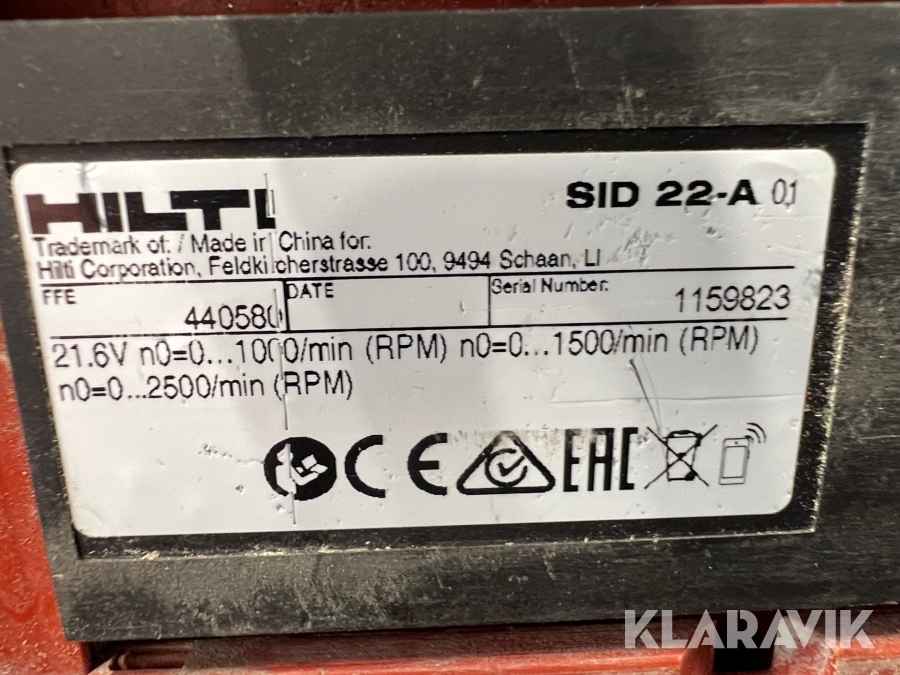 HILTI
SID 22-A 01
Trademark of: / Made in China for:
Hilti Corporation, Feldkircherstrasse 100, 9494 Schaan, LI
FFE
DATE
Serial Number:
440580
1159823
21.6V n0=0...1000/min (RPM) n0=0...1500/min (RPM)
n0=0...2500/min (RPM)
CE
EAC
KLARAVIK